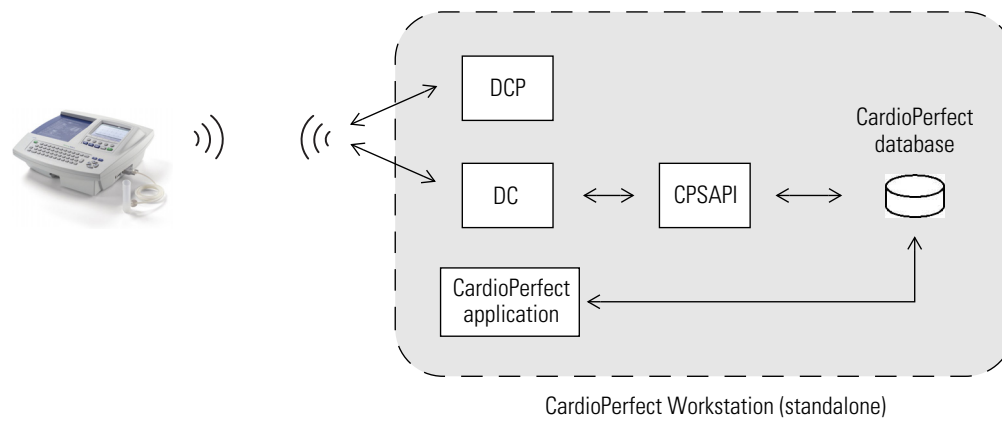 DCP
CardioPerfect
database
DC
CPSAPI
CardioPerfect
application
CardioPerfect Workstation (standalone)